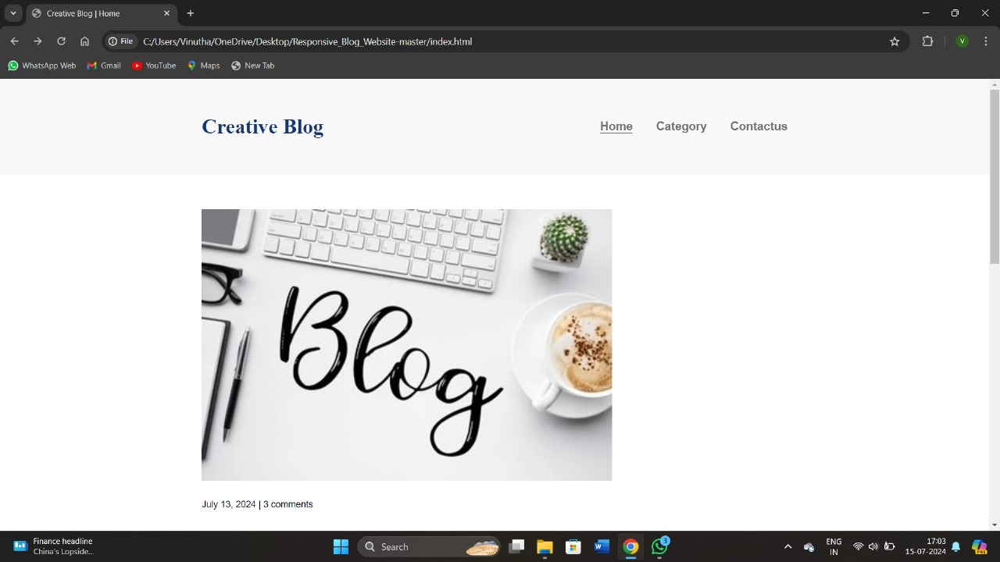 Creative Blog | Home
File C:/Users/Vinutha/OneDrive/Desktop/Responsive_Blog_Website-master/index.html
V
WhatsApp Web Gmail YouTube Maps New Tab
Creative Blog Home Category Contactus
Blog
July 13, 2024 | 3 comments
Finance headline
China's Lopside...
Search
3
ENG
IN
17:03
15-07-2024
PRE